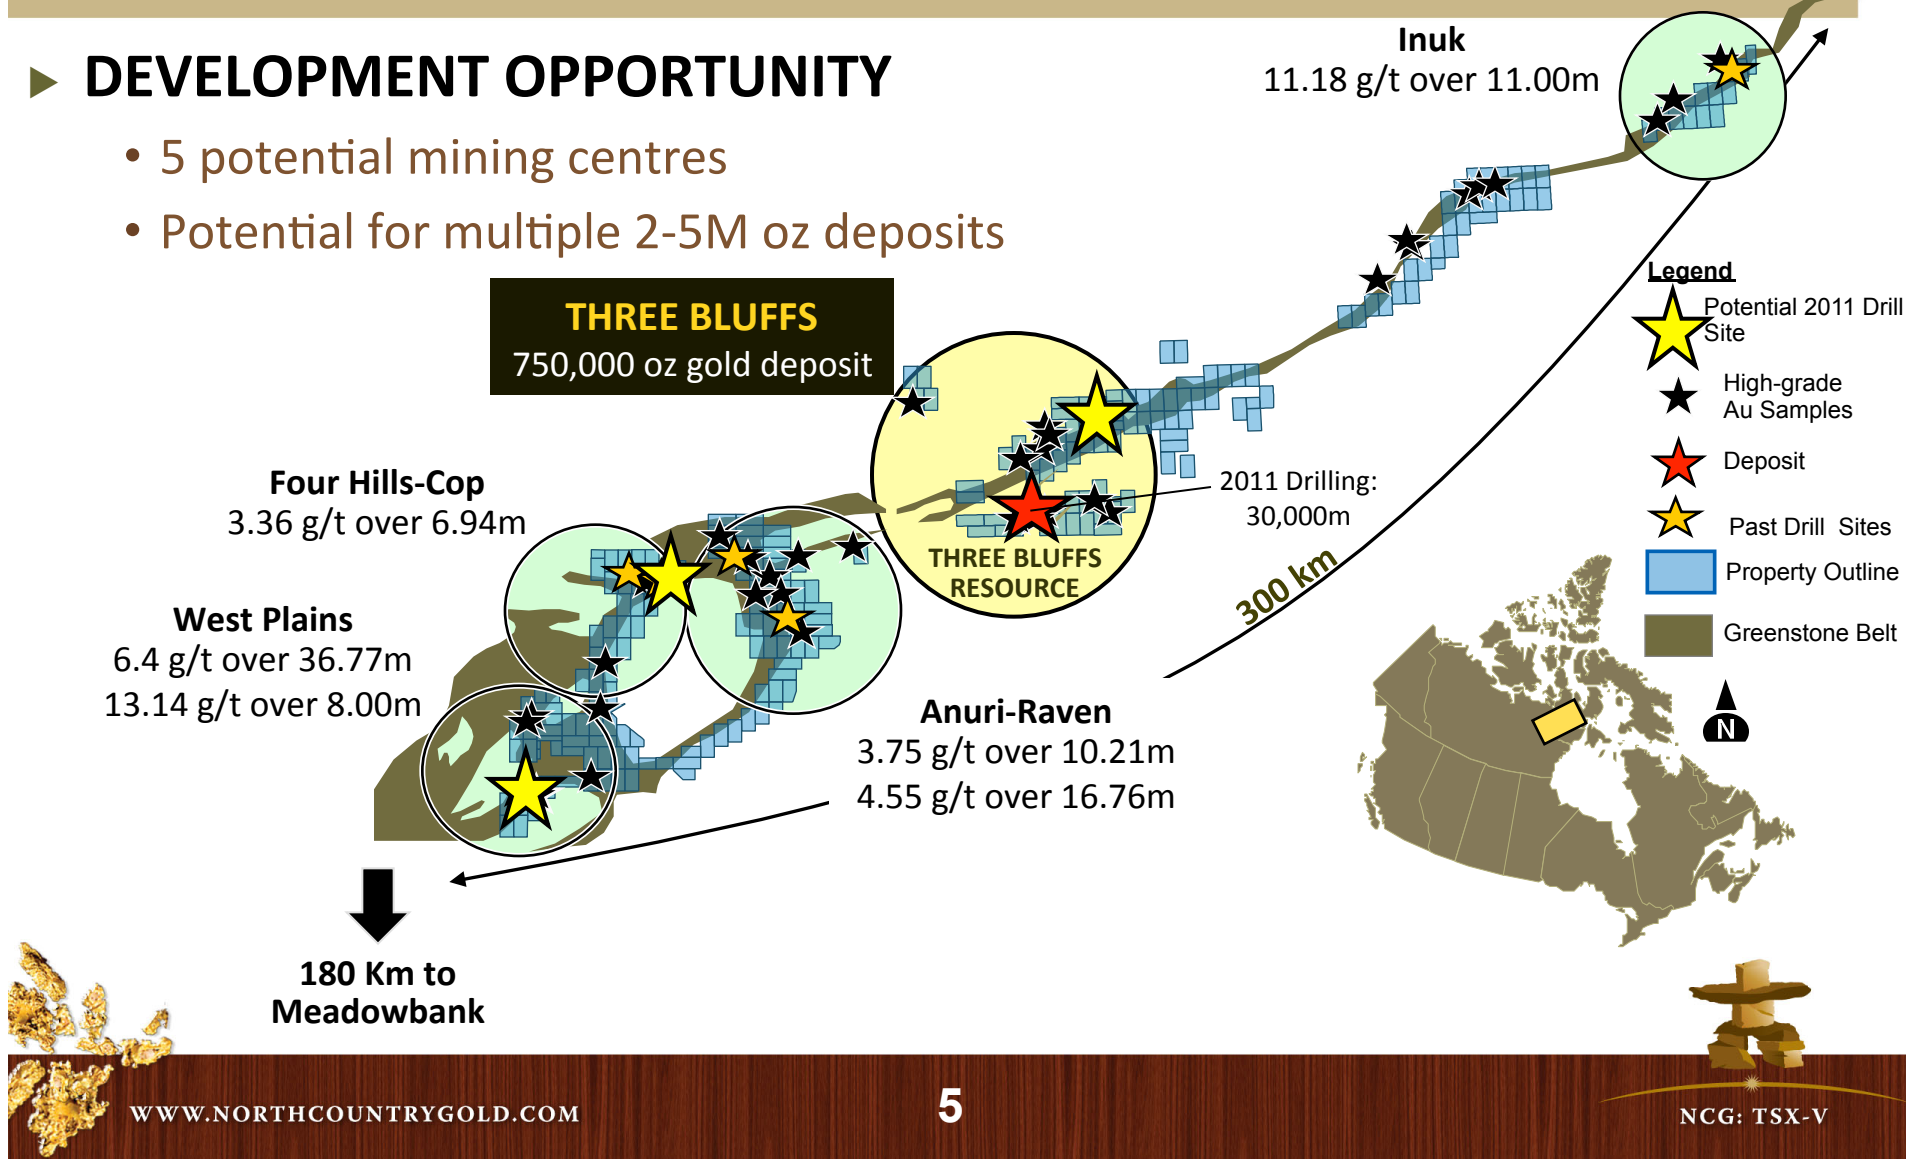 DEVELOPMENT OPPORTUNITY
• 5 potential mining centres
• Potential for multiple 2-5M oz deposits
THREE BLUFFS
750,000 oz gold deposit
Inuk
11.18 g/t over 11.00m
Four Hills-Cop
3.36 g/t over 6.94m
West Plains
6.4 g/t over 36.77m
13.14 g/t over 8.00m
THREE BLUFFS
RESOURCE
2011 Drilling:
30,000m
300 km
Anuri-Raven
3.75 g/t over 10.21m
4.55 g/t over 16.76m
180 Km to
Meadowbank
Legend
Potential 2011 Drill
Site
High-grade
Au Samples
Deposit
Past Drill Sites
Property Outline
Greenstone Belt
N
WWW.NORTHCOUNTRYGOLD.COM
5
NCG: TSX-V